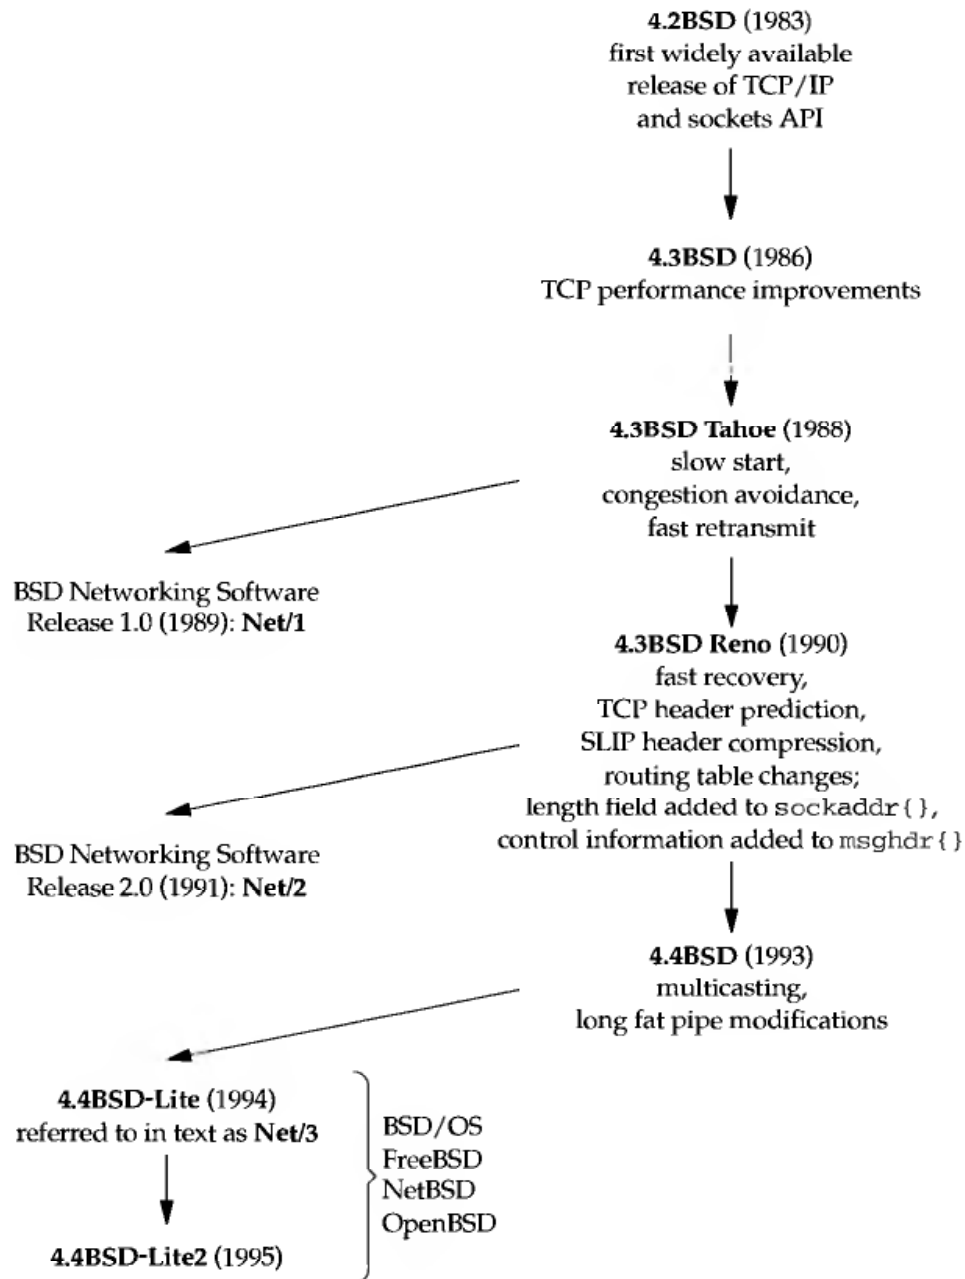 4.2BSD (1983)
first widely available
release of TCP/IP
and sockets API
4.3BSD (1986)
TCP performance improvements
4.3BSD Tahoe (1988)
slow start,
congestion avoidance,
fast retransmit
BSD Networking Software
Release 1.0 (1989): Net/1
4.3BSD Reno (1990)
fast recovery,
TCP header prediction,
SLIP header compression,
routing table changes;
length field added to sockaddr{},
control information added to msghdr{}
BSD Networking Software
Release 2.0 (1991): Net/2
4.4BSD (1993)
multicasting,
long fat pipe modifications
4.4BSD-Lite (1994)
referred to in text as Net/3
BSD/OS
FreeBSD
NetBSD
OpenBSD
4.4BSD-Lite2 (1995)